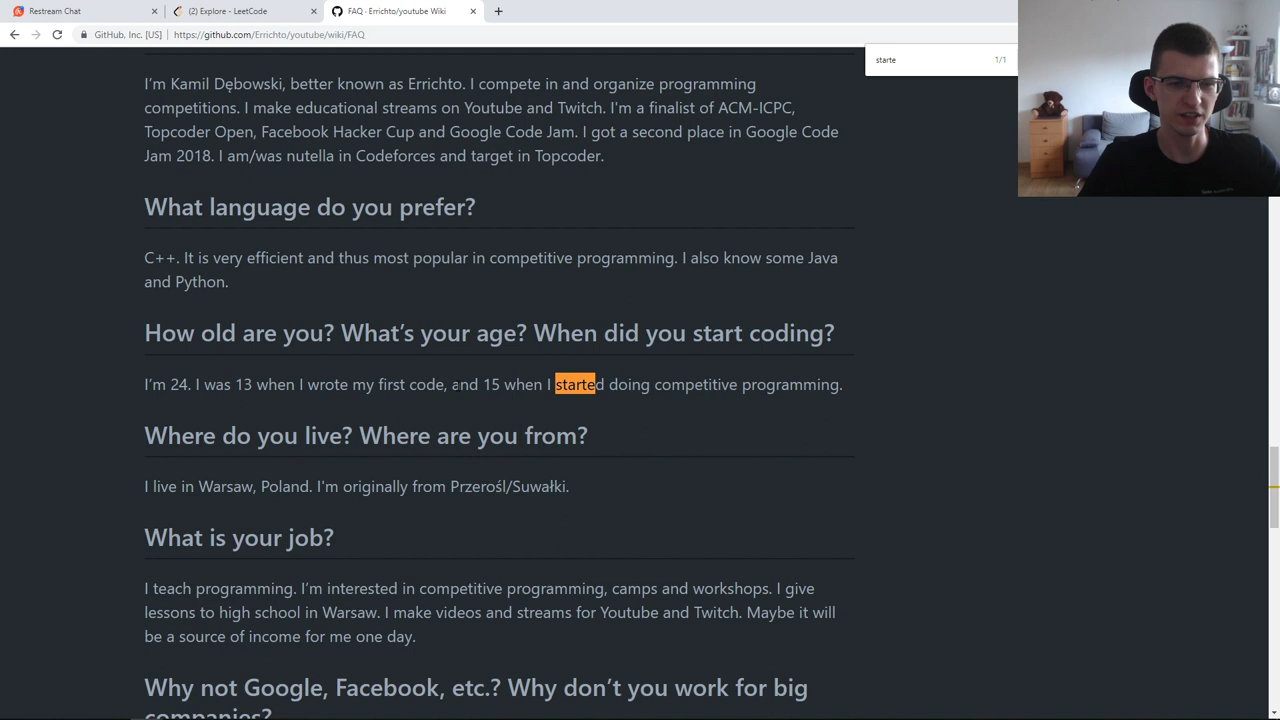 Restream Chat
(2) Explore - LeetCode
FAQ · Errichto/youtube Wiki
GitHub, Inc. [US]
https://github.com/Errichto/youtube/wiki/FAQ
starte
1/1
I'm Kamil Dębowski, better known as Errichto. I compete in and organize programming
competitions. I make educational streams on Youtube and Twitch. I'm a finalist of ACM-ICPC,
Topcoder Open, Facebook Hacker Cup and Google Code Jam. I got a second place in Google Code
Jam 2018. I am/was nutella in Codeforces and target in Topcoder.
What language do you prefer?
C++. It is very efficient and thus most popular in competitive programming. I also know some Java
and Python.
How old are you? What's your age? When did you start coding?
I'm 24. I was 13 when I wrote my first code, and 15 when I started doing competitive programming.
Where do you live? Where are you from?
I live in Warsaw, Poland. I'm originally from Przerośl/Suwałki.
What is your job?
I teach programming. I'm interested in competitive programming, camps and workshops. I give
lessons to high school in Warsaw. I make videos and streams for Youtube and Twitch. Maybe it will
be a source of income for me one day.
Why not Google, Facebook, etc.? Why don't you work for big
companies?